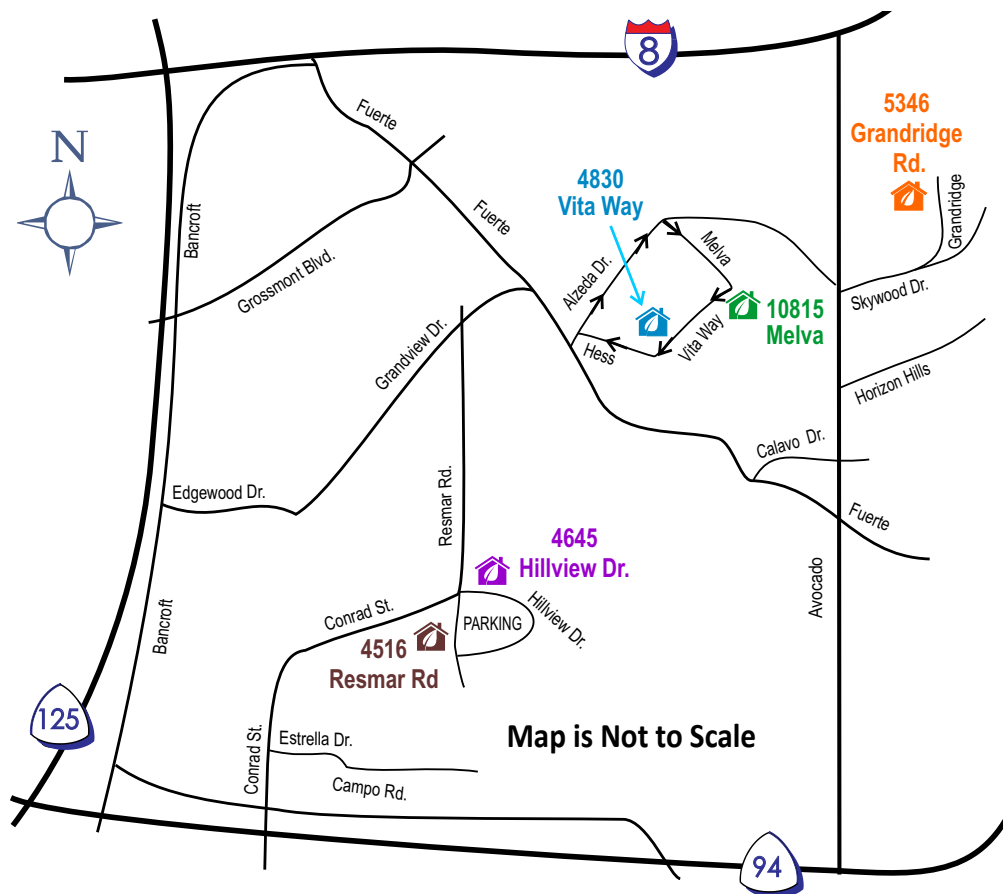 8
5346
Grandridge
Rd.
Fuerte
N
4830
Vita Way
Grandridge
Bancroft
Fuerte
Melva
Alzeda Dr.
Grossmont Blvd.
Skywood Dr.
10815
Melva
Grandview Dr.
Vita Way
Hess
Horizon Hills
Calavo Dr.
Resmar Rd.
Edgewood Dr.
Fuerte
4645
Hillview Dr.
Avocado
Conrad St.
PARKING
Hillview Dr.
Bancroft
4516
Resmar Rd
125
Map is Not to Scale
Conrad St.
Estrella Dr.
Campo Rd.
94